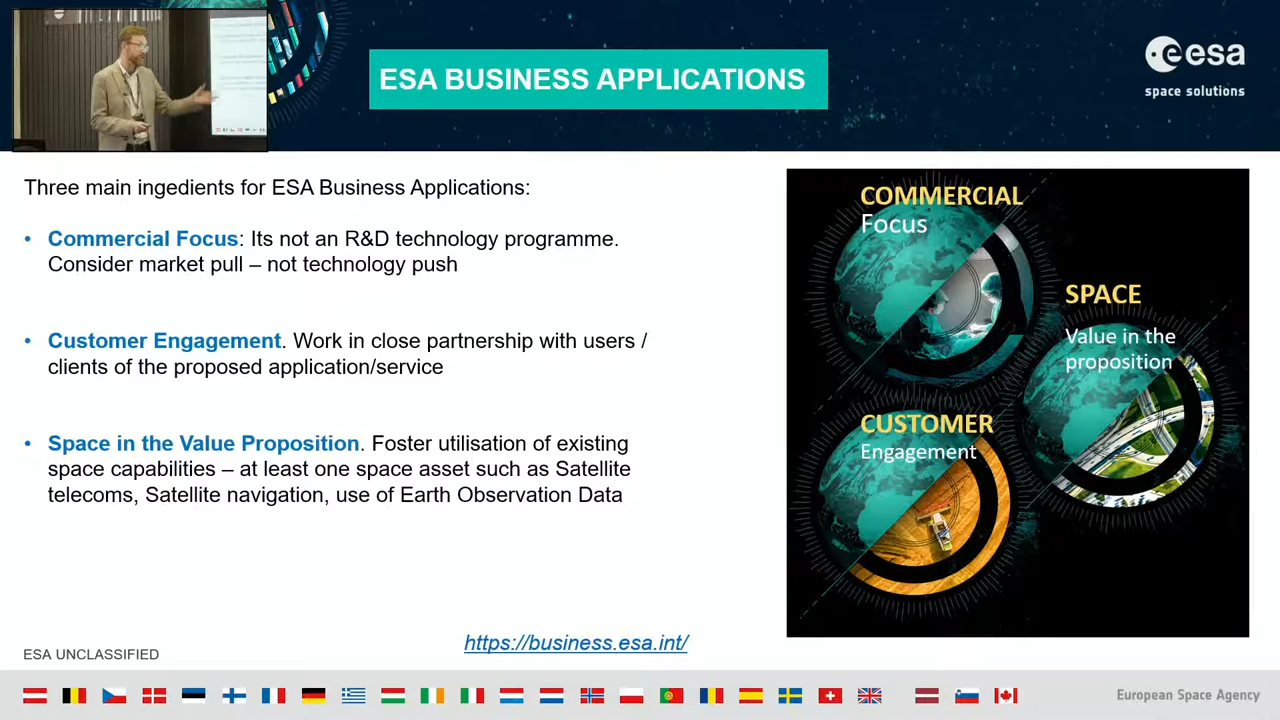 ESA BUSINESS APPLICATIONS
esa
space solutions
Three main ingedients for ESA Business Applications:
• Commercial Focus: Its not an R&D technology programme.
Consider market pull – not technology push
• Customer Engagement. Work in close partnership with users /
clients of the proposed application/service
• Space in the Value Proposition. Foster utilisation of existing
space capabilities – at least one space asset such as Satellite
telecoms, Satellite navigation, use of Earth Observation Data
COMMERCIAL
Focus
SPACE
Value in the
proposition
CUSTOMER
Engagement
https://business.esa.int/
ESA UNCLASSIFIED
European Space Agency